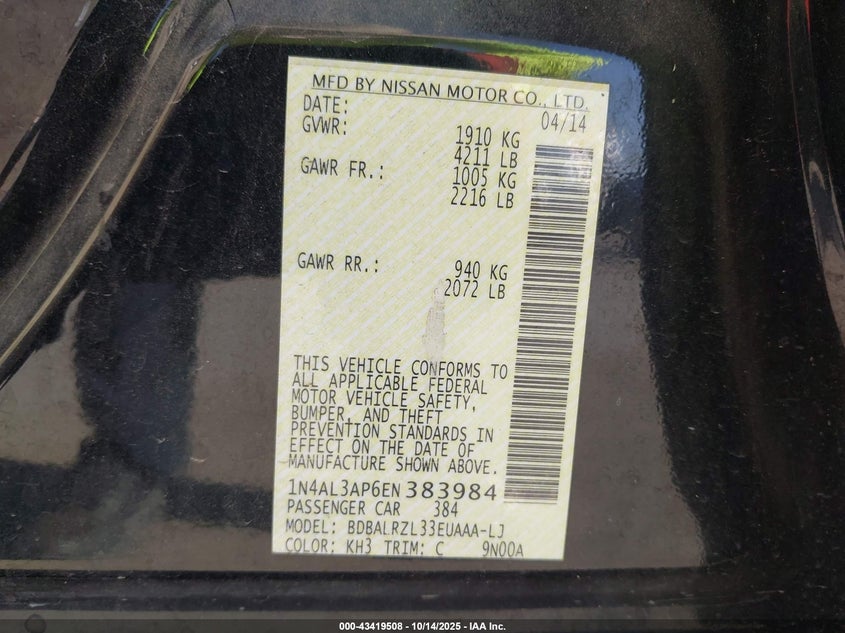 MFD BY NISSAN MOTOR CO., LTD.
DATE: 04/14
GVWR: 1910 KG
4211 LB
GAWR FR.: 1005 KG
2216 LB
GAWR RR.: 940 KG
2072 LB
THIS VEHICLE CONFORMS TO
ALL APPLICABLE FEDERAL
MOTOR VEHICLE SAFETY,
BUMPER, AND THEFT
PREVENTION STANDARDS IN
EFFECT ON THE DATE OF
MANUFACTURE SHOWN ABOVE.
1N4AL3AP6EN383984
PASSENGER CAR 384
MODEL: BDBALRZL33EUAAA-LJ
COLOR: KH3 TRIM: C 9N00A
000-43419508 - 10/14/2025 - IAA Inc.